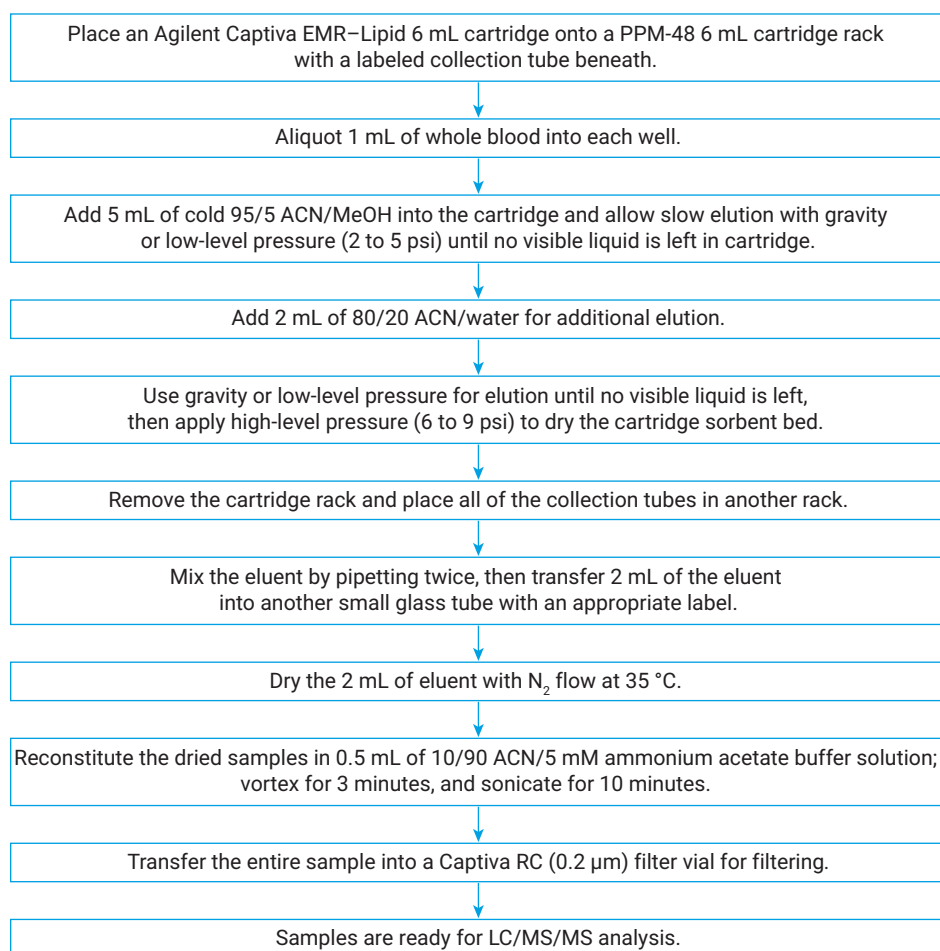 Place an Agilent Captiva EMR–Lipid 6 mL cartridge onto a PPM-48 6 mL cartridge rack
with a labeled collection tube beneath.
Aliquot 1 mL of whole blood into each well.
Add 5 mL of cold 95/5 ACN/MeOH into the cartridge and allow slow elution with gravity
or low-level pressure (2 to 5 psi) until no visible liquid is left in cartridge.
Add 2 mL of 80/20 ACN/water for additional elution.
Use gravity or low-level pressure for elution until no visible liquid is left,
then apply high-level pressure (6 to 9 psi) to dry the cartridge sorbent bed.
Remove the cartridge rack and place all of the collection tubes in another rack.
Mix the eluent by pipetting twice, then transfer 2 mL of the eluent
into another small glass tube with an appropriate label.
Dry the 2 mL of eluent with N₂ flow at 35 °C.
Reconstitute the dried samples in 0.5 mL of 10/90 ACN/5 mM ammonium acetate buffer solution;
vortex for 3 minutes, and sonicate for 10 minutes.
Transfer the entire sample into a Captiva RC (0.2 µm) filter vial for filtering.
Samples are ready for LC/MS/MS analysis.